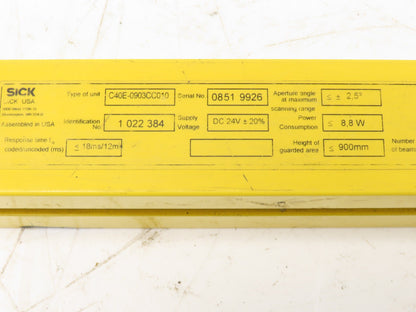 SICK
SICK USA
Assembled in USA
Type of unit C40E-0903CC010 Serial No. 0851 9926 Aperture angle at maximum scanning range ≤ ± 2,5°
Identification No. 1 022 384 Supply Voltage DC 24V ± 20% Power Consumption ≤ 8,8 W
Response time coded/uncoded (ms) ≤ 18ms/12m Height of guarded area ≤ 900mm Number of beams